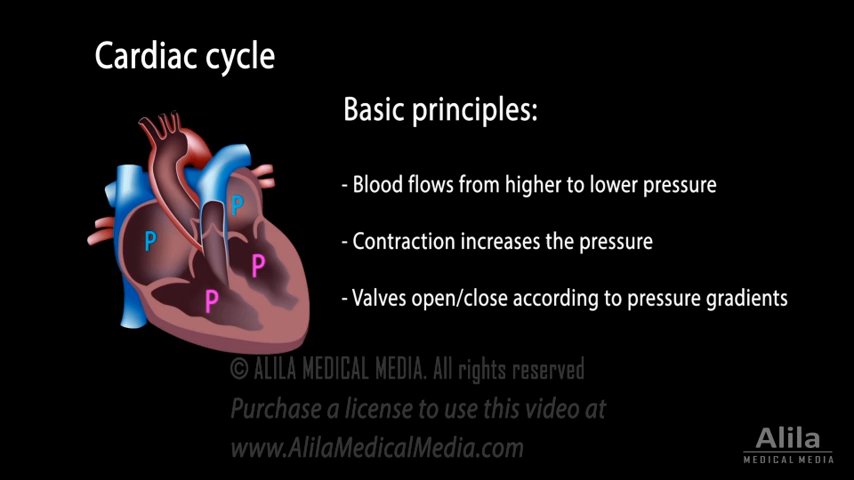 Cardiac cycle
Basic principles:
- Blood flows from higher to lower pressure
- Contraction increases the pressure
- Valves open/close according to pressure gradients
P
P
P
P
© ALILA MEDICAL MEDIA. All rights reserved
Purchase a license to use this video at
www.AlilaMedicalMedia.com
Alila
MEDICAL MEDIA